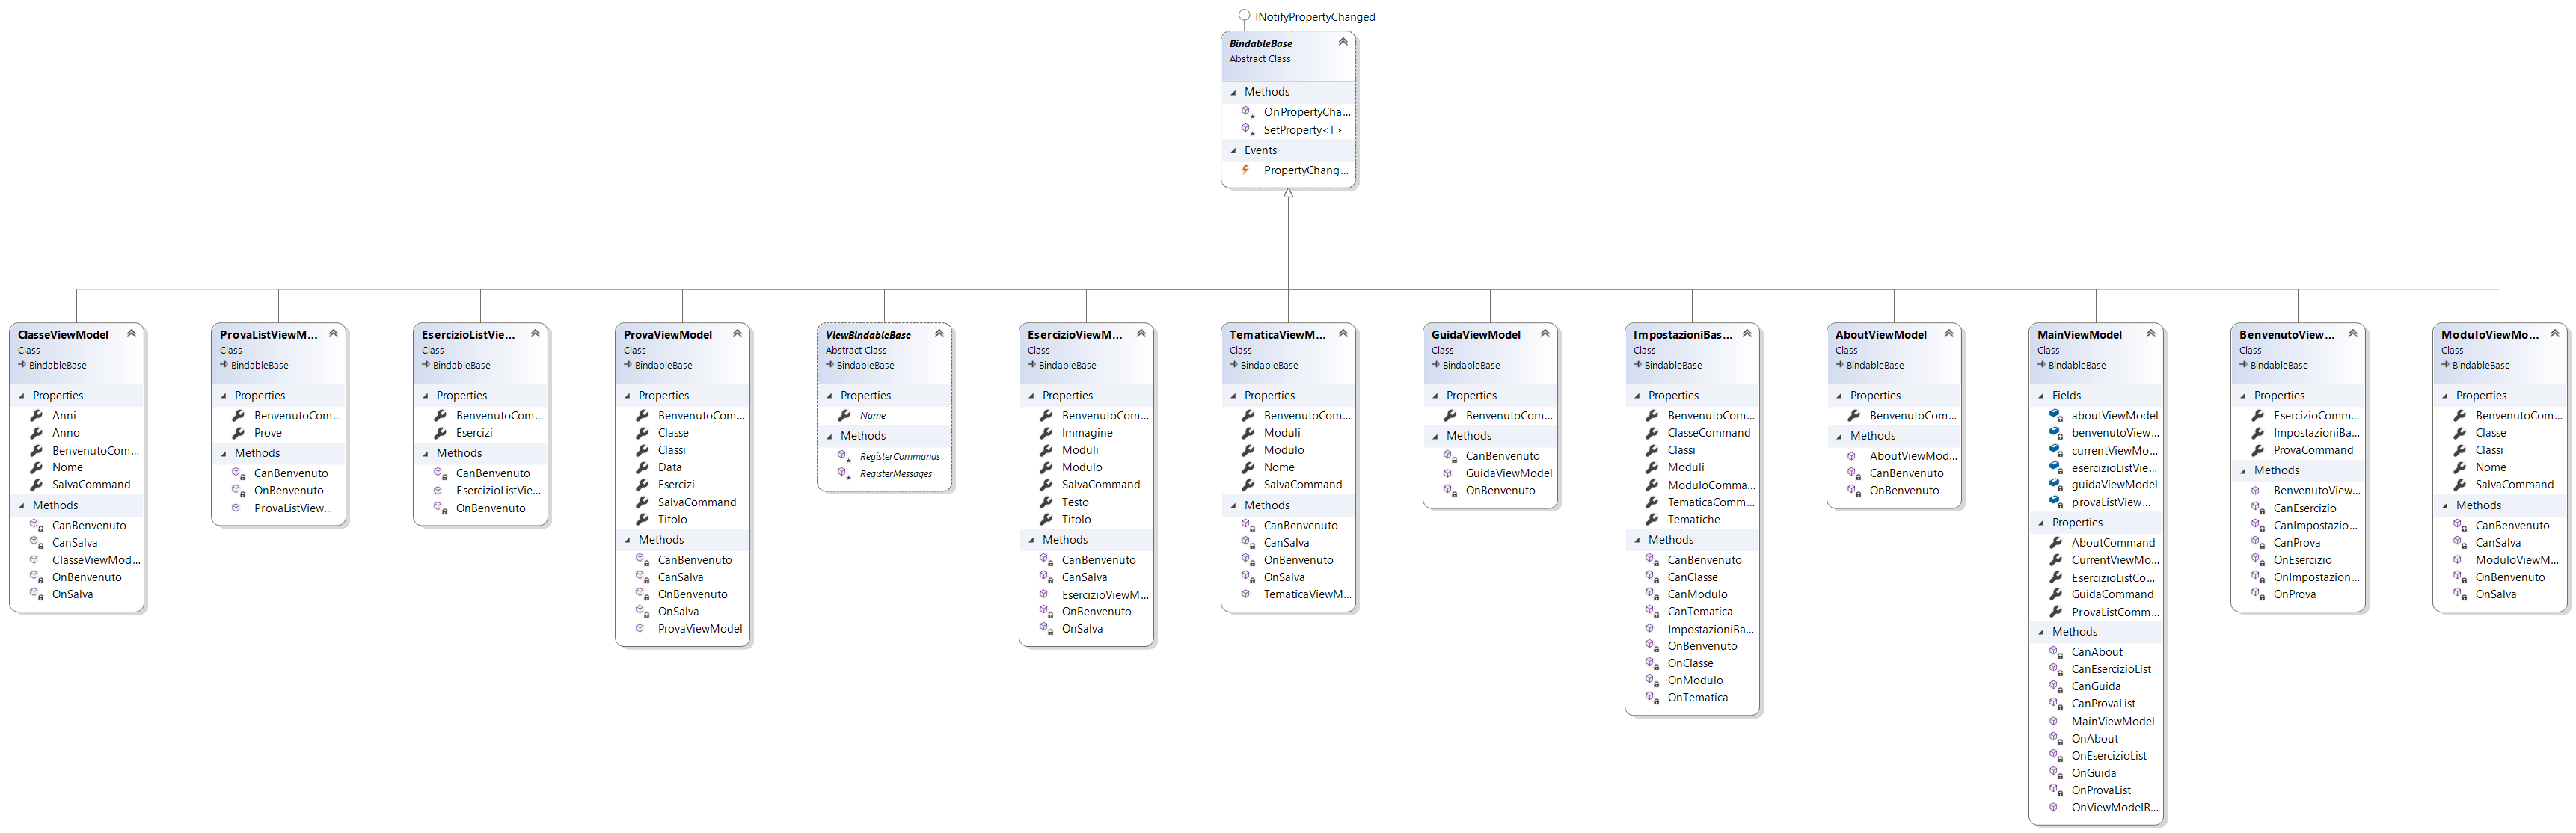 INotifyPropertyChanged
BindableBase
Abstract Class
Methods
OnPropertyCha...
SetProperty<T>
Events
PropertyChang...
ClasseViewModel
Class
BindableBase
Properties
Anni
Anno
BenvenutoCom...
Nome
SalvaCommand
Methods
CanBenvenuto
CanSalva
ClasseViewMod...
OnBenvenuto
OnSalva
ProvaListViewM...
Class
BindableBase
Properties
BenvenutoCom...
Prove
Methods
CanBenvenuto
OnBenvenuto
ProvaListView...
EsercizioListVie...
Class
BindableBase
Properties
BenvenutoCom...
Esercizi
Methods
CanBenvenuto
EsercizioListVie...
OnBenvenuto
ProvaViewModel
Class
BindableBase
Properties
BenvenutoCom...
Classe
Classi
Data
Esercizi
SalvaCommand
Titolo
Methods
CanBenvenuto
CanSalva
OnBenvenuto
OnSalva
ProvaViewModel
ViewBindableBase
Abstract Class
BindableBase
Properties
Name
Methods
RegisterCommands
RegisterMessages
EsercizioViewM...
Class
BindableBase
Properties
BenvenutoCom...
Immagine
Moduli
Modulo
SalvaCommand
Testo
Titolo
Methods
CanBenvenuto
CanSalva
EsercizioViewM...
OnBenvenuto
OnSalva
TematicaViewM...
Class
BindableBase
Properties
BenvenutoCom...
Moduli
Modulo
Nome
SalvaCommand
Methods
CanBenvenuto
CanSalva
OnBenvenuto
OnSalva
TematicaViewM...
GuidaViewModel
Class
BindableBase
Properties
BenvenutoCom...
Methods
CanBenvenuto
GuidaViewModel
OnBenvenuto
ImpostazioniBas...
Class
BindableBase
Properties
BenvenutoCom...
ClasseCommand
Classi
Moduli
ModuloComma...
TematicaComm...
Tematiche
Methods
CanBenvenuto
CanClasse
CanModulo
CanTematica
ImpostazioniBa...
OnBenvenuto
OnClasse
OnModulo
OnTematica
AboutViewModel
Class
BindableBase
Properties
BenvenutoCom...
Methods
AboutViewMod...
CanBenvenuto
OnBenvenuto
MainViewModel
Class
BindableBase
Fields
aboutViewModel
benvenutoView...
currentViewMo...
esercizioListVie...
guidaViewModel
provaListViewM...
Properties
AboutCommand
CurrentViewMo...
EsercizioListCo...
GuidaCommand
ProvaListComm...
Methods
CanAbout
CanEsercizioList
CanGuida
CanProvaList
MainViewModel
OnAbout
OnEsercizioList
OnGuida
OnProvaList
OnViewModelR...
BenvenutoView...
Class
BindableBase
Properties
EsercizioComm...
ImpostazioniBa...
ProvaCommand
Methods
BenvenutoView...
CanEsercizio
CanImpostazio...
CanProva
OnEsercizio
OnImpostazion...
OnProva
ModuloViewMo...
Class
BindableBase
Properties
BenvenutoCom...
Classe
Classi
Nome
SalvaCommand
Methods
CanBenvenuto
CanSalva
ModuloViewM...
OnBenvenuto
OnSalva